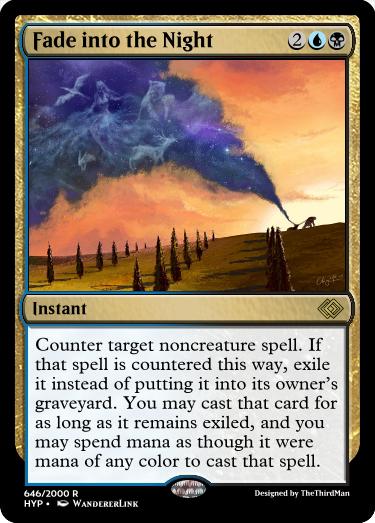 Fade into the Night 2
Instant
Counter target noncreature spell. If
that spell is countered this way, exile
it instead of putting it into its owner's
graveyard. You may cast that card for
as long as it remains exiled, and you
may spend mana as though it were
mana of any color to cast that spell.
646/2000 R
HYP • WANDERERLINK
Designed by TheThirdMan